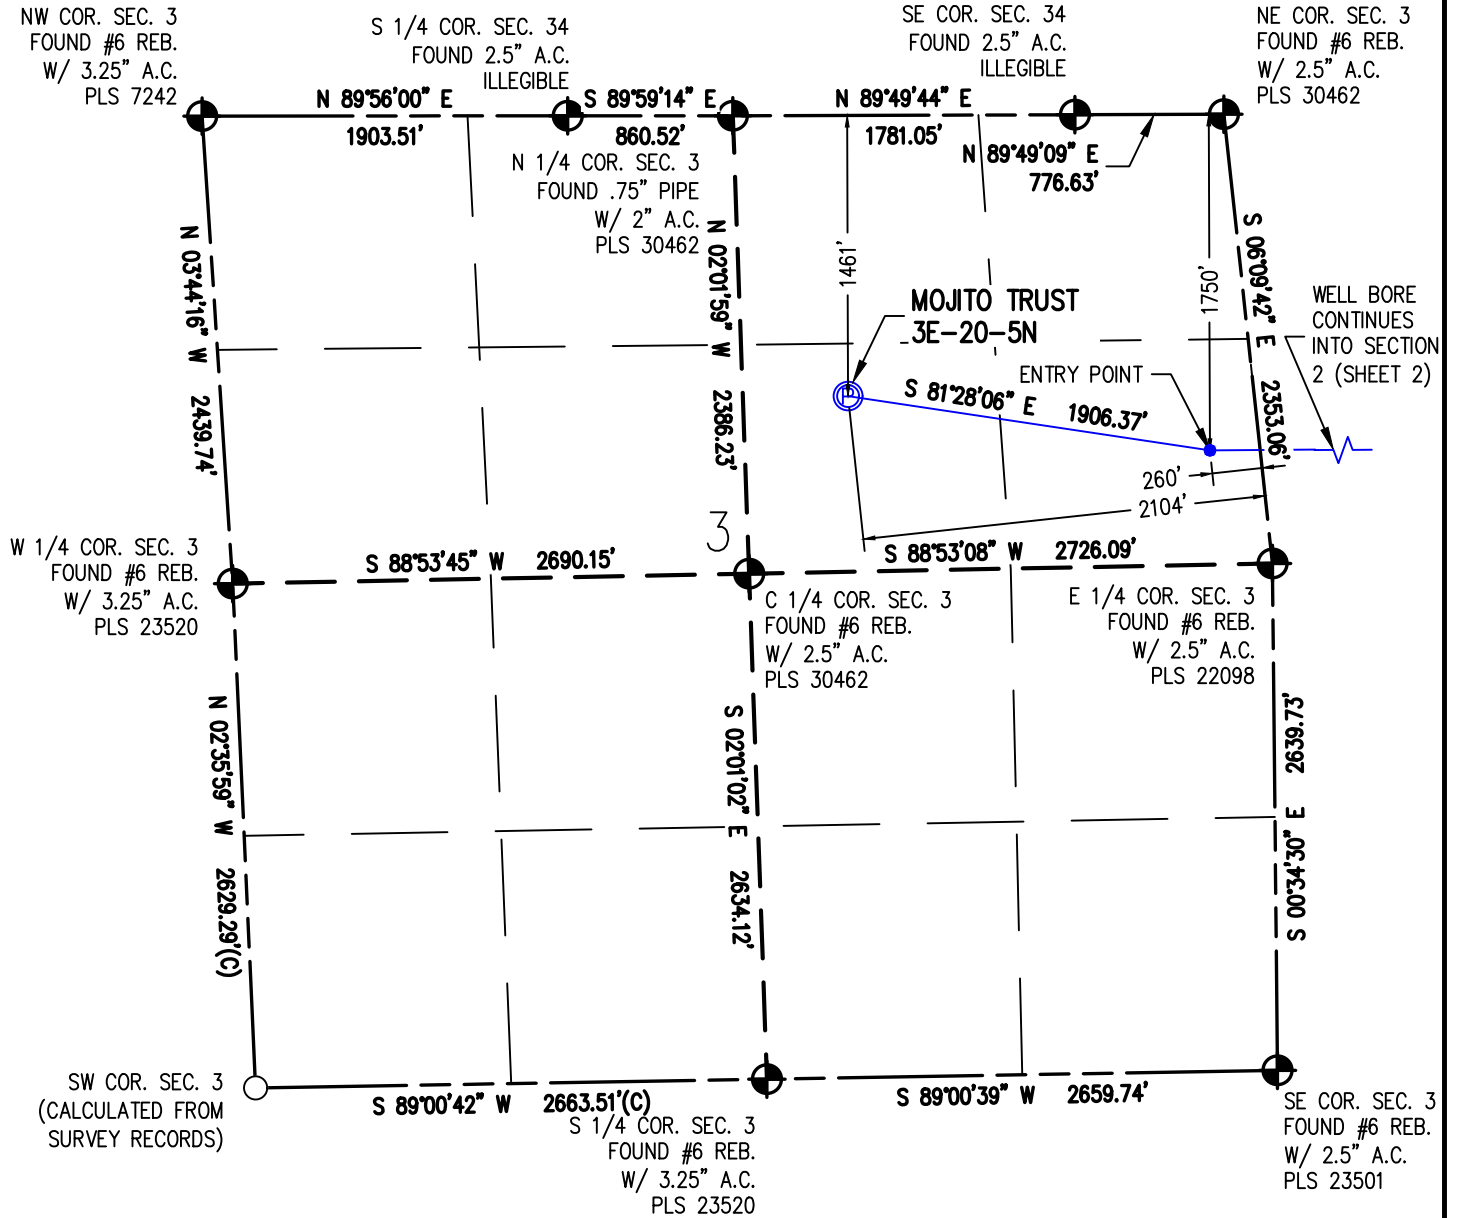 NW COR. SEC. 3
FOUND #6 REB.
W/ 3.25" A.C.
PLS 7242
S 1/4 COR. SEC. 34
FOUND 2.5" A.C.
ILLEGIBLE
SE COR. SEC. 34
FOUND 2.5" A.C.
ILLEGIBLE
NE COR. SEC. 3
FOUND #6 REB.
W/ 2.5" A.C.
PLS 30462
N 89°56'00" E
1903.51'
S 89°59'14" E
860.52'
N 89°49'44" E
1781.05'
N 89°49'09" E
776.63'
N 1/4 COR. SEC. 3
FOUND .75" PIPE
W/ 2" A.C.
PLS 30462
N 03°44'16" W 2439.74'
N 02°01'59" W 2386.23'
1461'
1750'
S 06°09'42" E 2353.06'
MOJITO TRUST
3E-20-5N
P
ENTRY POINT
WELL BORE
CONTINUES
INTO SECTION
2 (SHEET 2)
S 81°28'06" E 1906.37'
260'
2104'
3
W 1/4 COR. SEC. 3
FOUND #6 REB.
W/ 3.25" A.C.
PLS 23520
S 88°53'45" W 2690.15'
S 88°53'08" W 2726.09'
C 1/4 COR. SEC. 3
FOUND #6 REB.
W/ 2.5" A.C.
PLS 30462
E 1/4 COR. SEC. 3
FOUND #6 REB.
W/ 2.5" A.C.
PLS 22098
N 02°35'59" W 2629.29'(C)
S 02°01'02" E 2634.12'
S 00°34'30" E 2639.73'
SW COR. SEC. 3
(CALCULATED FROM
SURVEY RECORDS)
S 89°00'42" W 2663.51'(C)
S 1/4 COR. SEC. 3
FOUND #6 REB.
W/ 3.25" A.C.
PLS 23520
S 89°00'39" W 2659.74'
SE COR. SEC. 3
FOUND #6 REB.
W/ 2.5" A.C.
PLS 23501